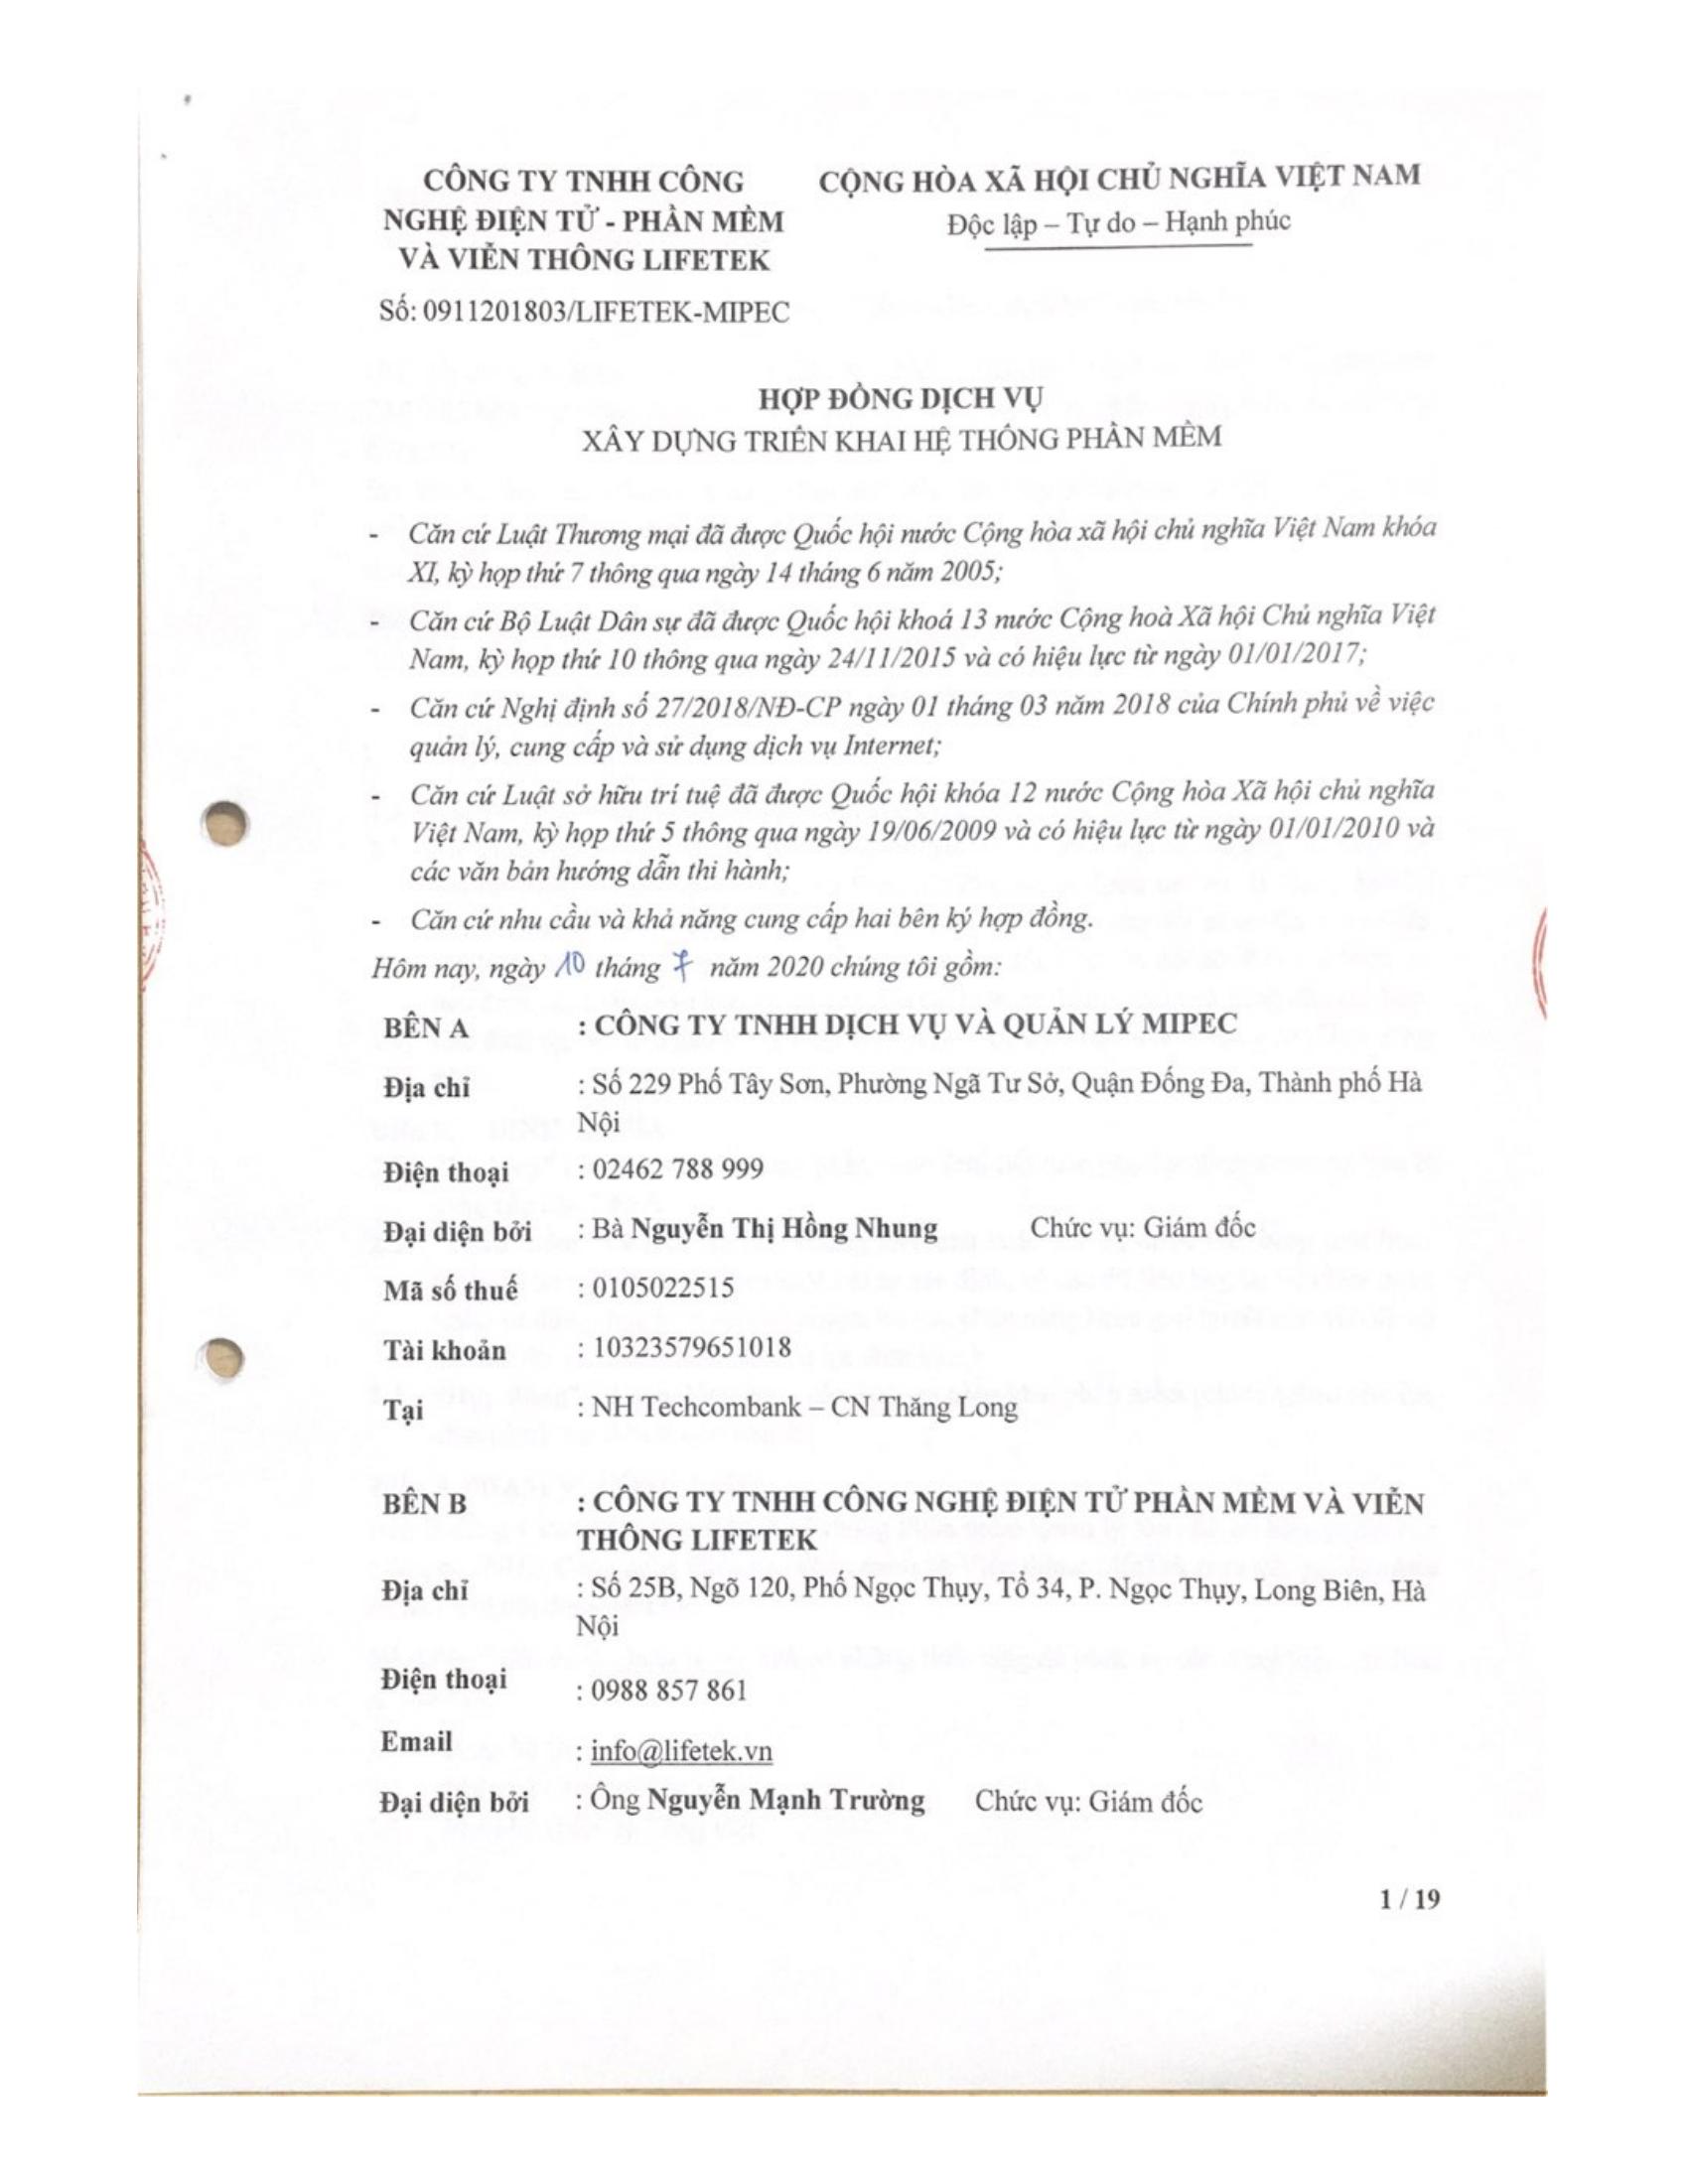 CÔNG TY TNHH CÔNG
NGHỆ ĐIỆN TỬ - PHẦN MỀM
VÀ VIỄN THÔNG LIFETEK
Số: 0911201803/LIFETEK-MIPEC
CỘNG HÒA XÃ HỘI CHỦ NGHĨA VIỆT NAM
Độc lập – Tự do – Hạnh phúc
HỢP ĐỒNG DỊCH VỤ
XÂY DỰNG TRIỂN KHAI HỆ THỐNG PHẦN MỀM
- Căn cứ Luật Thương mại đã được Quốc hội nước Cộng hòa xã hội chủ nghĩa Việt Nam khóa
XI, kỳ họp thứ 7 thông qua ngày 14 tháng 6 năm 2005;
- Căn cứ Bộ Luật Dân sự đã được Quốc hội khoá 13 nước Cộng hoà Xã hội Chủ nghĩa Việt
Nam, kỳ họp thứ 10 thông qua ngày 24/11/2015 và có hiệu lực từ ngày 01/01/2017;
- Căn cứ Nghị định số 27/2018/NĐ-CP ngày 01 tháng 03 năm 2018 của Chính phủ về việc
quản lý, cung cấp và sử dụng dịch vụ Internet;
- Căn cứ Luật sở hữu trí tuệ đã được Quốc hội khóa 12 nước Cộng hòa Xã hội chủ nghĩa
Việt Nam, kỳ họp thứ 5 thông qua ngày 19/06/2009 và có hiệu lực từ ngày 01/01/2010 và
các văn bản hướng dẫn thi hành;
- Căn cứ nhu cầu và khả năng cung cấp hai bên ký hợp đồng.
Hôm nay, ngày 10 tháng 7 năm 2020 chúng tôi gồm:
BÊN A : CÔNG TY TNHH DỊCH VỤ VÀ QUẢN LÝ MIPEC
Địa chỉ : Số 229 Phố Tây Sơn, Phường Ngã Tư Sở, Quận Đống Đa, Thành phố Hà
Nội
Điện thoại : 02462 788 999
Đại diện bởi : Bà Nguyễn Thị Hồng Nhung Chức vụ: Giám đốc
Mã số thuế : 0105022515
Tài khoản : 10323579651018
Tại : NH Techcombank – CN Thăng Long
BÊN B : CÔNG TY TNHH CÔNG NGHỆ ĐIỆN TỬ PHẦN MỀM VÀ VIỄN
THÔNG LIFETEK
Địa chỉ : Số 25B, Ngõ 120, Phố Ngọc Thụy, Tổ 34, P. Ngọc Thụy, Long Biên, Hà
Nội
Điện thoại : 0988 857 861
Email : info@lifetek.vn
Đại diện bởi : Ông Nguyễn Mạnh Trường Chức vụ: Giám đốc
1 / 19